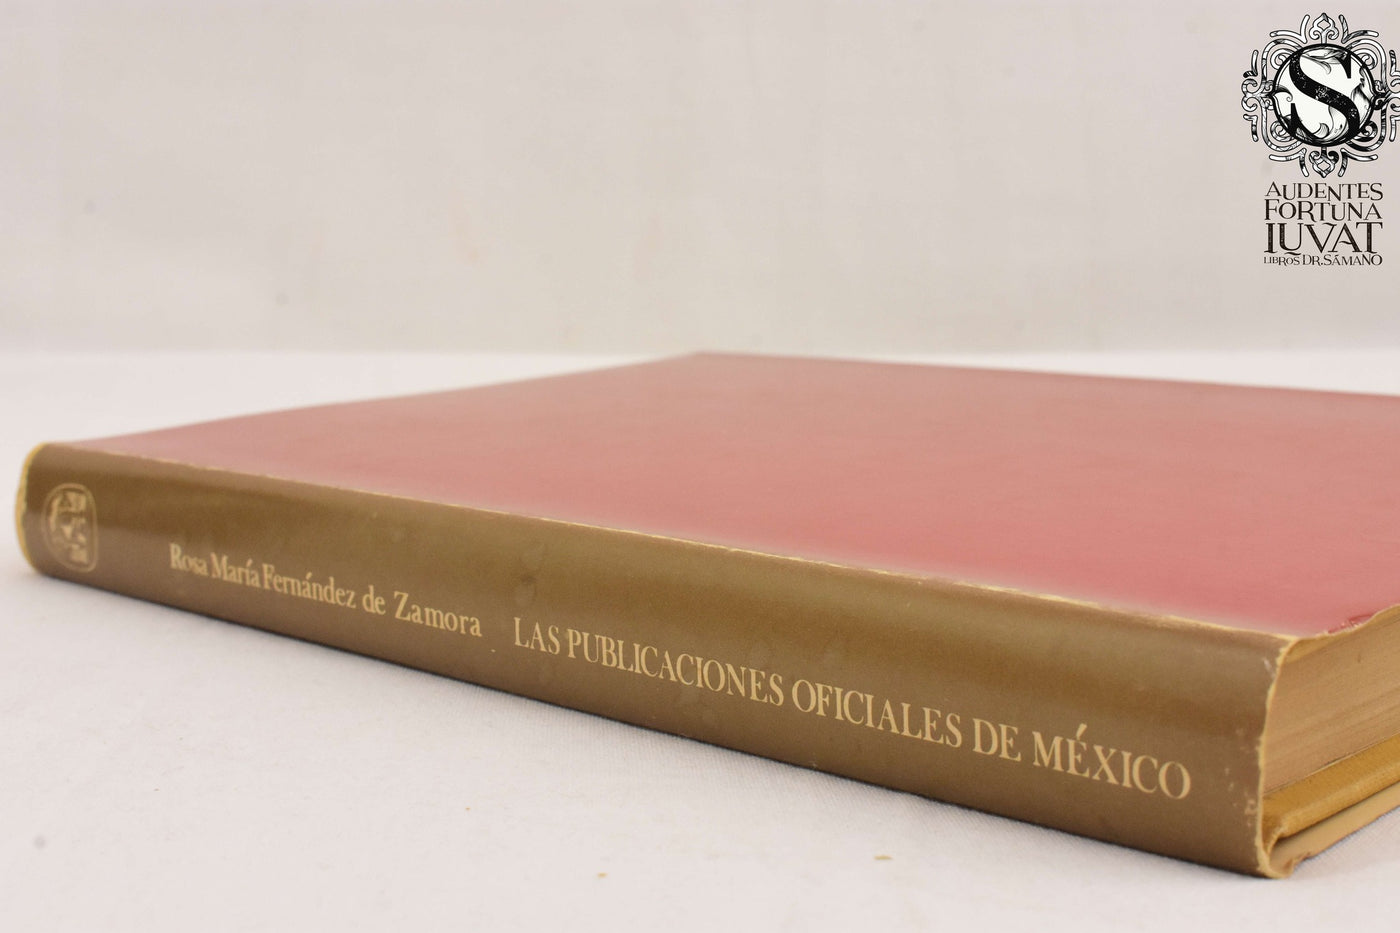 S
AUDENTES
FORTUNA
IUVAT
LIBROS DR. SÁMANO
Rosa María Fernández de Zamora LAS PUBLICACIONES OFICIALES DE MÉXICO